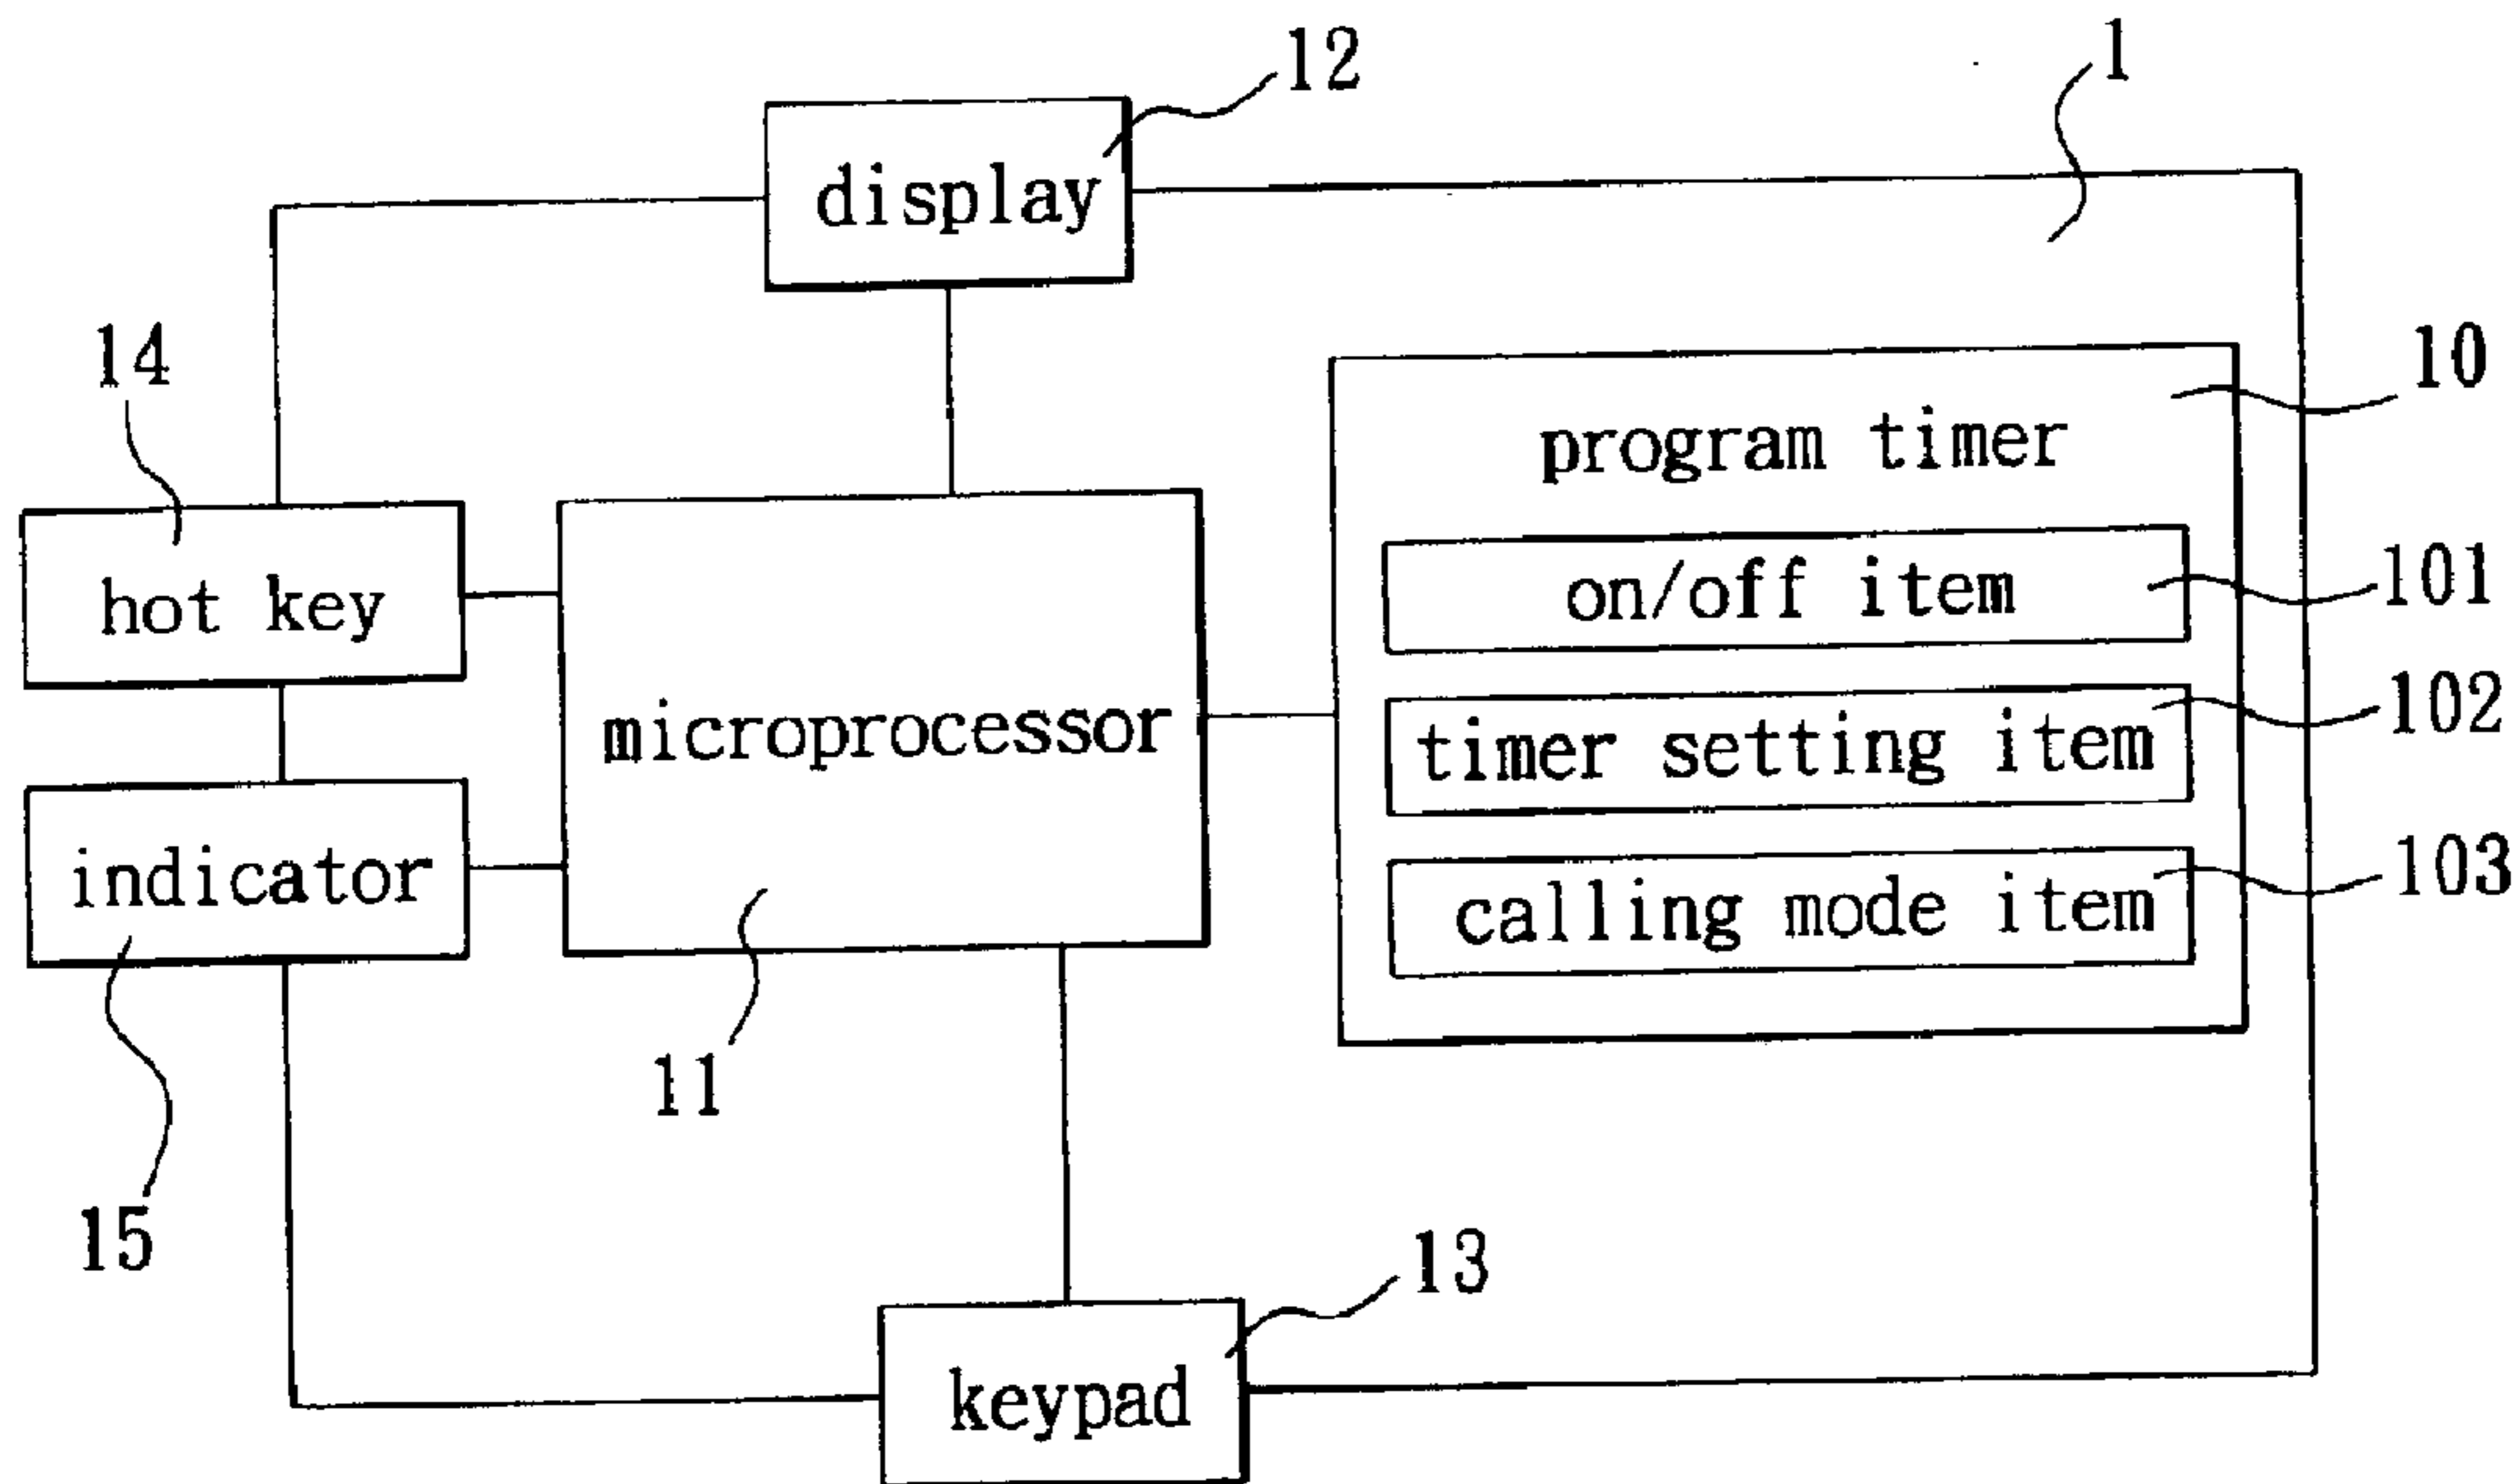 1
12
display
14
10
program timer
hot key
on/off item
101
microprocessor
timer setting item
102
indicator
calling mode item
103
11
15
13
keypad